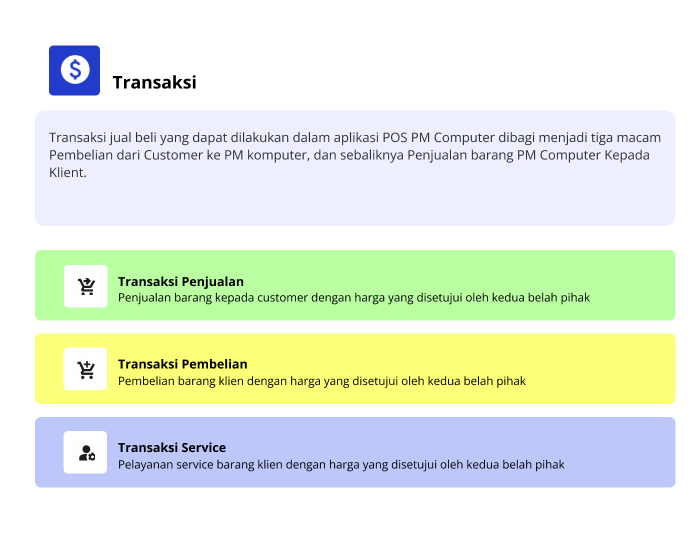 Transaksi
Transaksi jual beli yang dapat dilakukan dalam aplikasi POS PM Computer dibagi menjadi tiga macam
Pembelian dari Customer ke PM komputer, dan sebaliknya Penjualan barang PM Computer Kepada
Klient.
Transaksi Penjualan
Penjualan barang kepada customer dengan harga yang disetujui oleh kedua belah pihak
Transaksi Pembelian
Pembelian barang klien dengan harga yang disetujui oleh kedua belah pihak
Transaksi Service
Pelayanan service barang klien dengan harga yang disetujui oleh kedua belah pihak